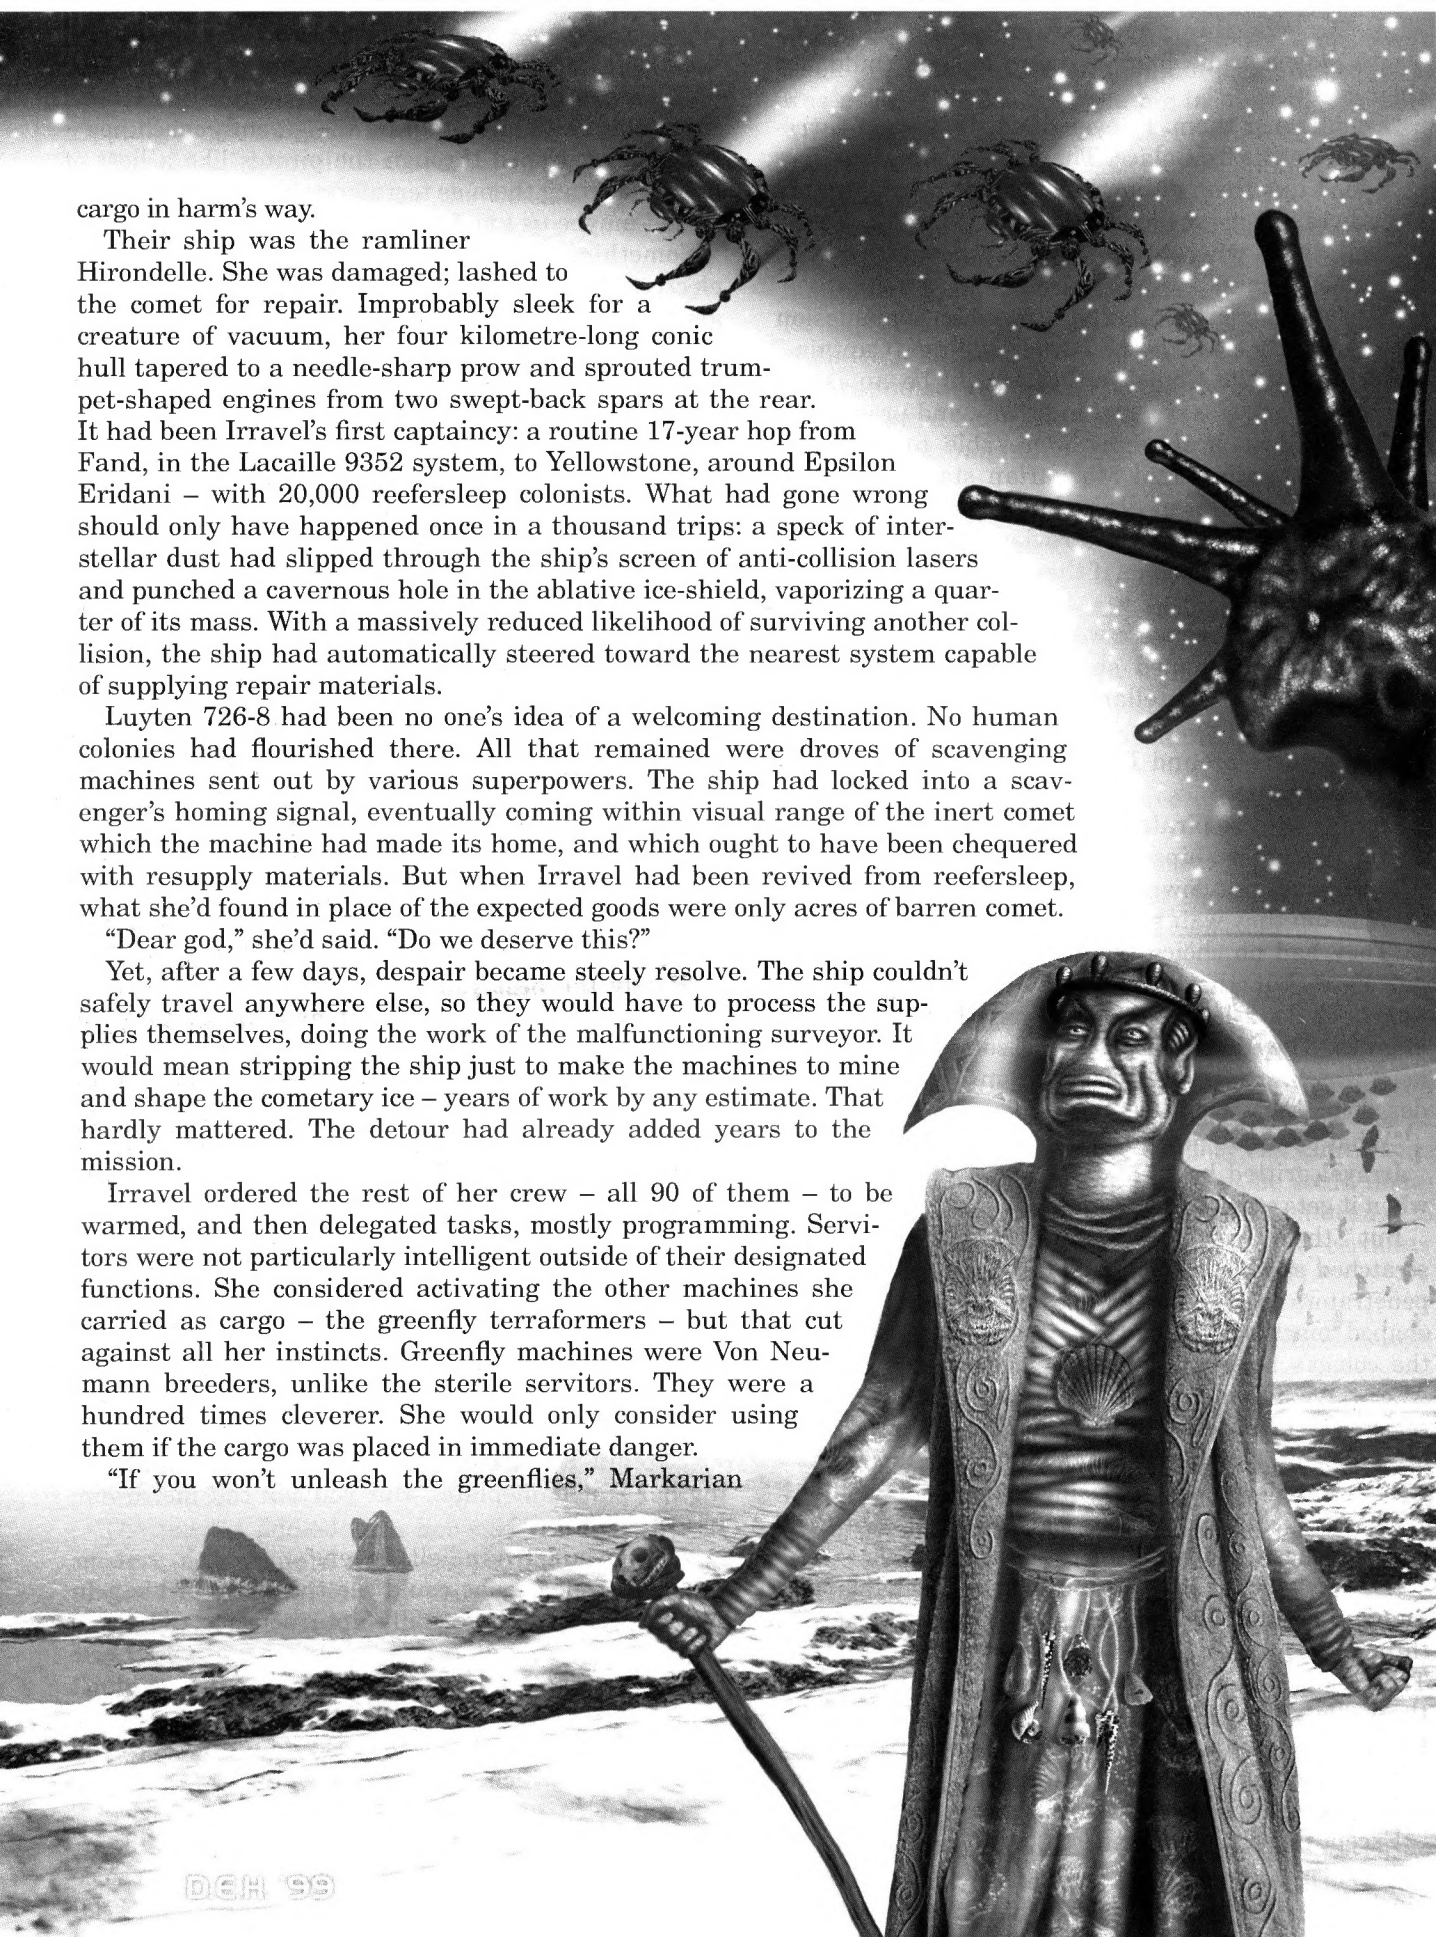 cargo in harm's way.
Their ship was the ramliner
Hirondelle. She was damaged; lashed to
the comet for repair. Improbably sleek for a
creature of vacuum, her four kilometre-long conic
hull tapered to a needle-sharp prow and sprouted trum-
pet-shaped engines from two swept-back spars at the rear.
It had been Irravel's first captaincy: a routine 17-year hop from
Fand, in the Lacaille 9352 system, to Yellowstone, around Epsilon
Eridani – with 20,000 reefersleep colonists. What had gone wrong
should only have happened once in a thousand trips: a speck of inter-
stellar dust had slipped through the ship's screen of anti-collision lasers
and punched a cavernous hole in the ablative ice-shield, vaporizing a quar-
ter of its mass. With a massively reduced likelihood of surviving another col-
lision, the ship had automatically steered toward the nearest system capable
of supplying repair materials.
Luyten 726-8 had been no one's idea of a welcoming destination. No human
colonies had flourished there. All that remained were droves of scavenging
machines sent out by various superpowers. The ship had locked into a scav-
enger's homing signal, eventually coming within visual range of the inert comet
which the machine had made its home, and which ought to have been chequered
with resupply materials. But when Irravel had been revived from reefersleep,
what she'd found in place of the expected goods were only acres of barren comet.
“Dear god,” she'd said. “Do we deserve this?”
Yet, after a few days, despair became steely resolve. The ship couldn't
safely travel anywhere else, so they would have to process the sup-
plies themselves, doing the work of the malfunctioning surveyor. It
would mean stripping the ship just to make the machines to mine
and shape the cometary ice – years of work by any estimate. That
hardly mattered. The detour had already added years to the
mission.
Irravel ordered the rest of her crew – all 90 of them – to be
warmed, and then delegated tasks, mostly programming. Servi-
tors were not particularly intelligent outside of their designated
functions. She considered activating the other machines she
carried as cargo – the greenfly terraformers – but that cut
against all her instincts. Greenfly machines were Von Neu-
mann breeders, unlike the sterile servitors. They were a
hundred times cleverer. She would only consider using
them if the cargo was placed in immediate danger.
“If you won't unleash the greenflies,” Markarian
DEH '99